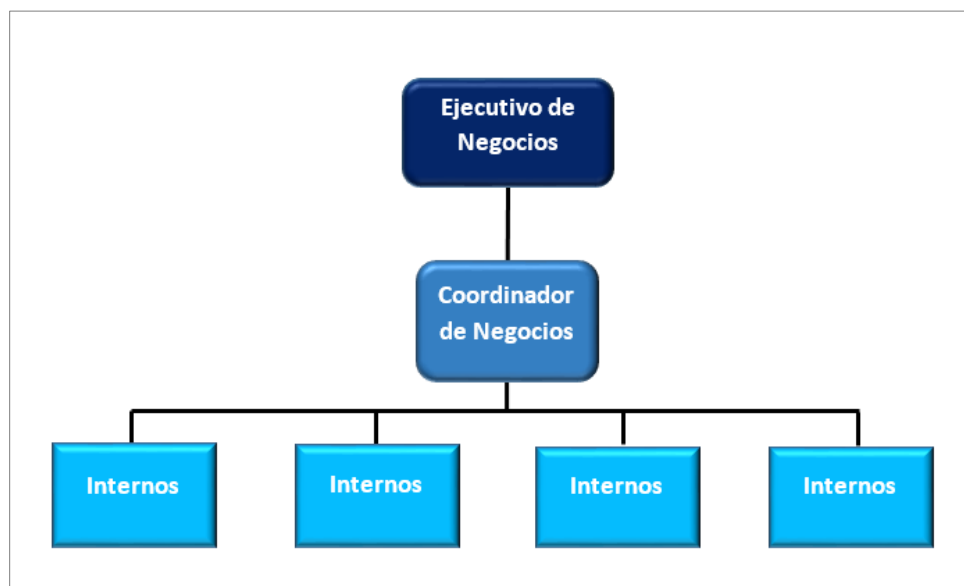 Ejecutivo de
Negocios
Coordinador
de Negocios
Internos
Internos
Internos
Internos